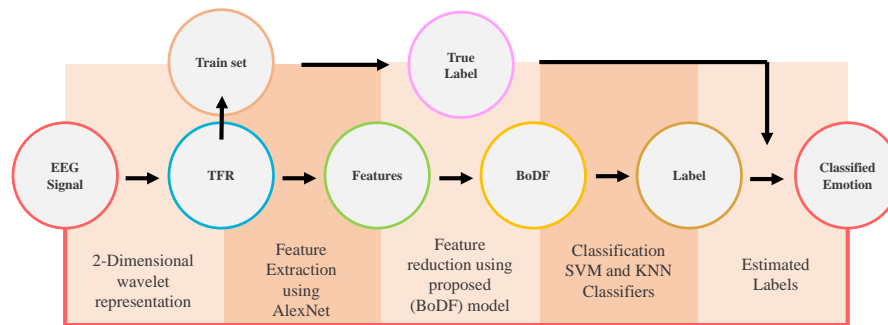 Train set
True
Label
EEG
Signal
TFR
Features
BoDF
Label
Classified
Emotion
2-Dimensional
wavelet
representation
Feature
Extraction
using
AlexNet
Feature
reduction using
proposed
(BoDF) model
Classification
SVM and KNN
Classifiers
Estimated
Labels